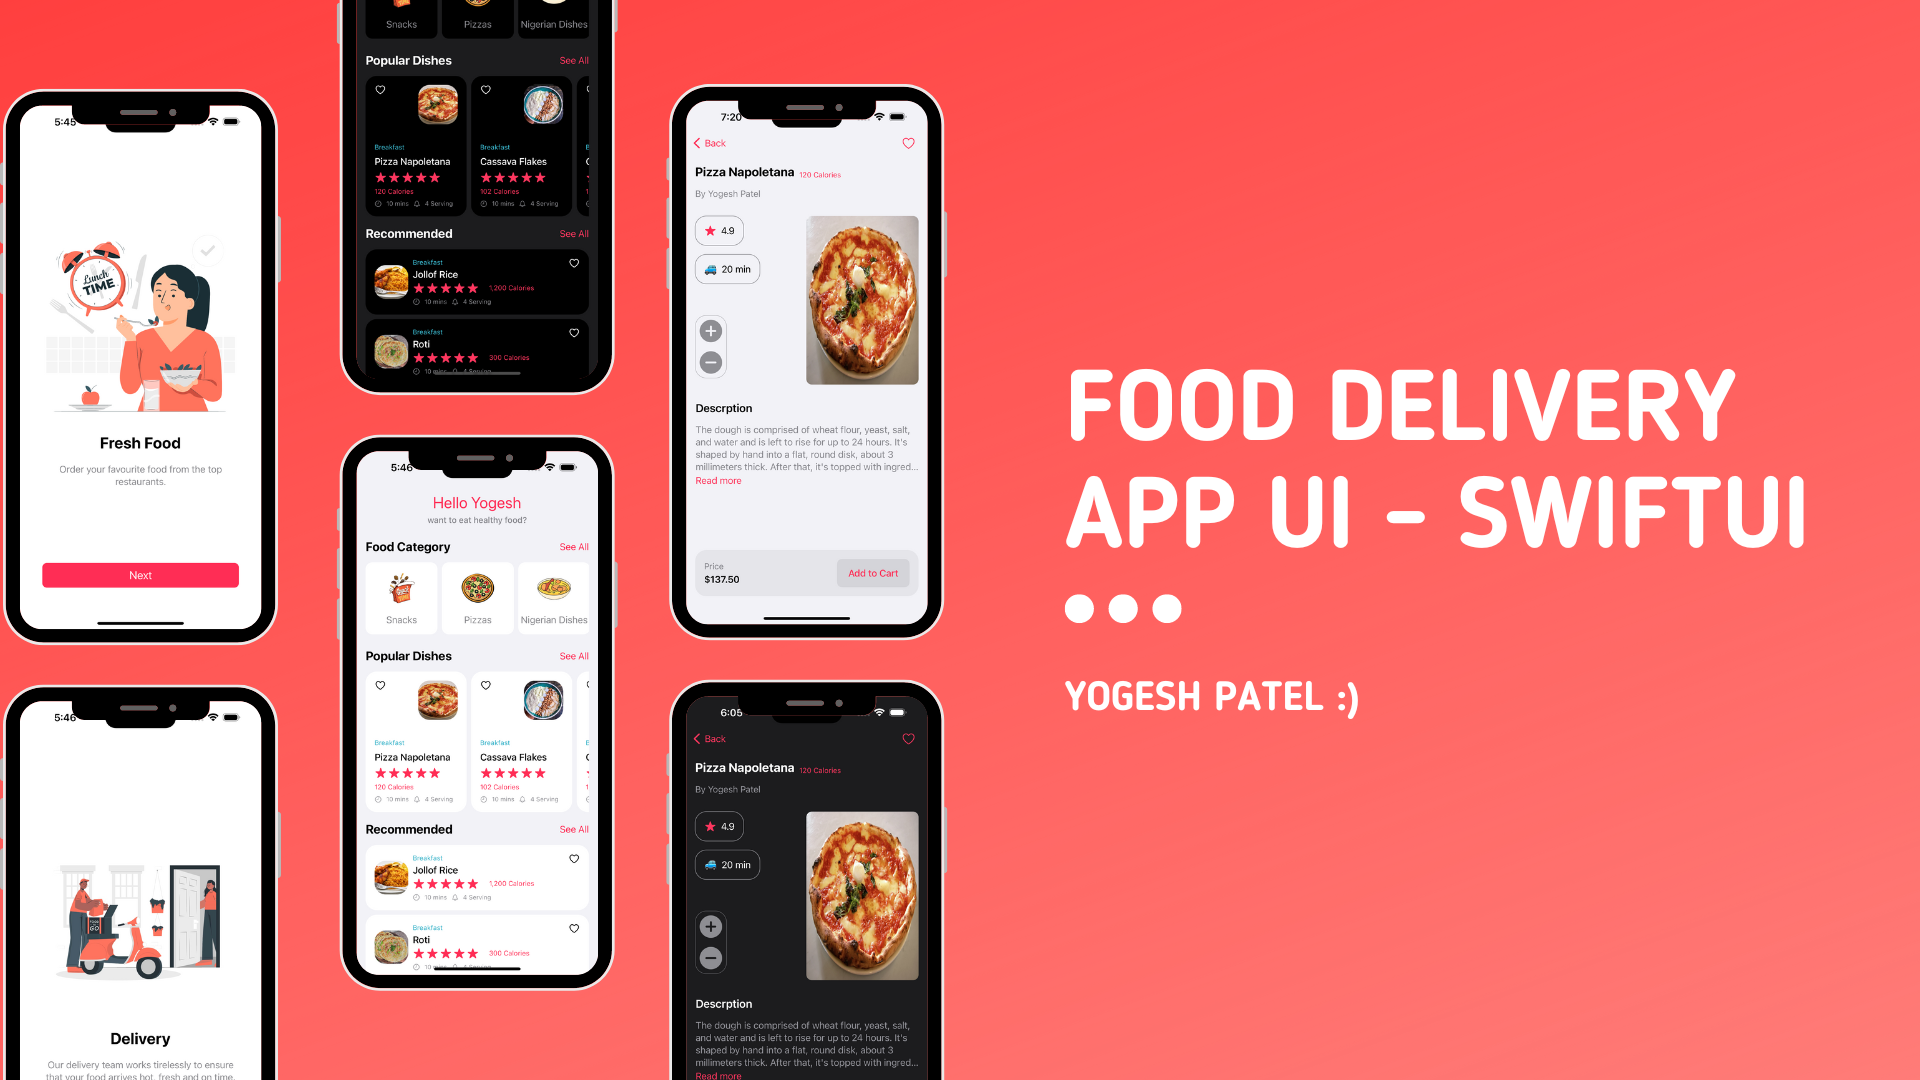 5:45
Lunch
TIME
Fresh Food
Order your favourite food from the top
restaurants.
Next
5:46
Delivery
Our delivery team works tirelessly to ensure
that your food arrives hot, fresh and on time.
Snacks
Pizzas
Nigerian Dishes
Popular Dishes
See All
Breakfast
Pizza Napoletana
120 Calories
10 mins
4 Serving
Breakfast
Cassava Flakes
102 Calories
10 mins
4 Serving
Recommended
See All
Breakfast
Jollof Rice
1,200 Calories
10 mins
4 Serving
Breakfast
Roti
300 Calories
10 mins
4 Serving
5:46
Hello Yogesh
want to eat healthy food?
Food Category
See All
Snacks
Pizzas
Nigerian Dishes
Popular Dishes
See All
Breakfast
Pizza Napoletana
120 Calories
10 mins
4 Serving
Breakfast
Cassava Flakes
102 Calories
10 mins
4 Serving
Recommended
See All
Breakfast
Jollof Rice
1,200 Calories
10 mins
4 Serving
Breakfast
Roti
300 Calories
7:20
Back
Pizza Napoletana 120 Calories
By Yogesh Patel
4.9
20 min
Descrption
The dough is comprised of wheat flour, yeast, salt,
and water and is left to rise for up to 24 hours. It's
shaped by hand into a flat, round disk, about 3
millimeters thick. After that, it's topped with ingred...
Read more
Price
$137.50
Add to Cart
6:05
Back
Pizza Napoletana 120 Calories
By Yogesh Patel
4.9
20 min
Descrption
The dough is comprised of wheat flour, yeast, salt,
and water and is left to rise for up to 24 hours. It's
shaped by hand into a flat, round disk, about 3
millimeters thick. After that, it's topped with ingred...
Read more
FOOD DELIVERY
APP UI - SWIFTUI
YOGESH PATEL :)